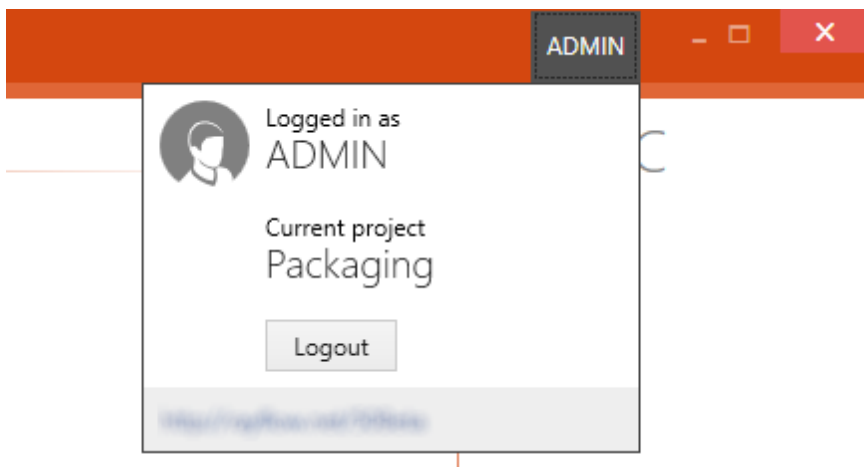 ADMIN
Logged in as
ADMIN
C
Current project
Packaging
Logout